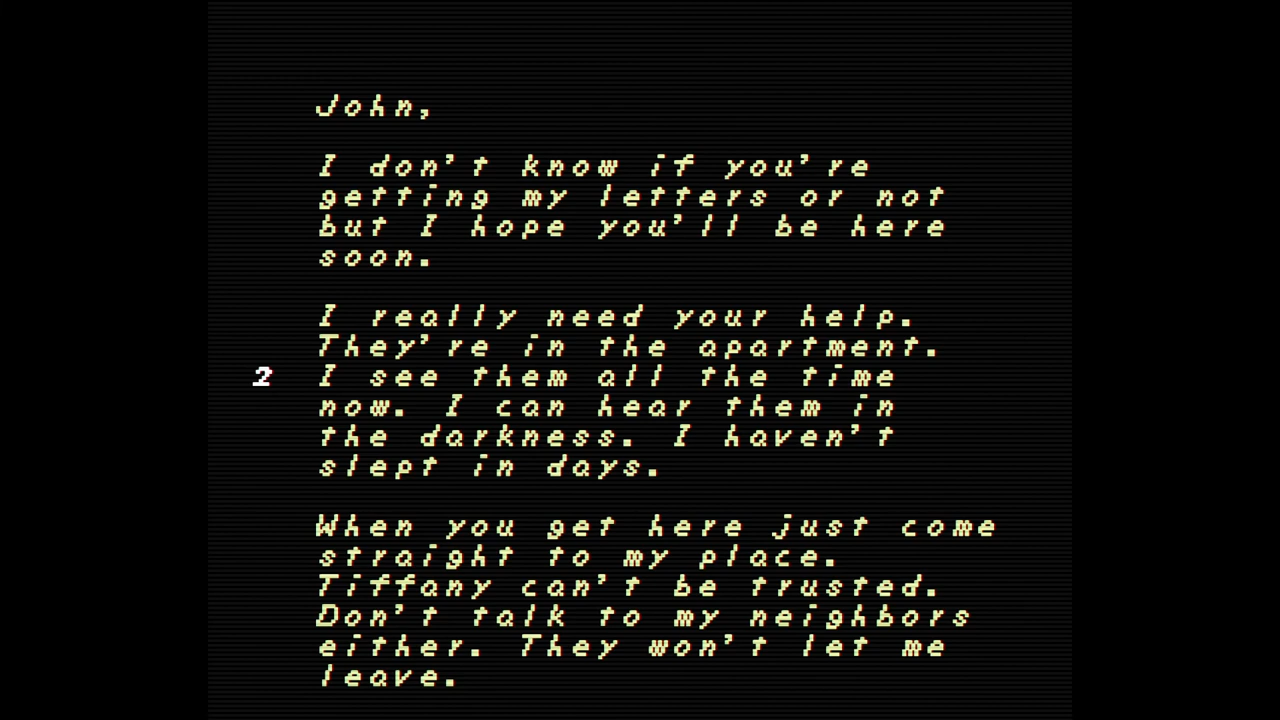 John,
I don't know if you're
getting my letters or not
but I hope you'll be here
soon.
I really need your help.
They're in the apartment.
2 I see them all the time
now. I can hear them in
the darkness. I haven't
slept in days.
When you get here just come
straight to my place.
Tiffany can't be trusted.
Don't talk to my neighbors
either. They won't let me
leave.